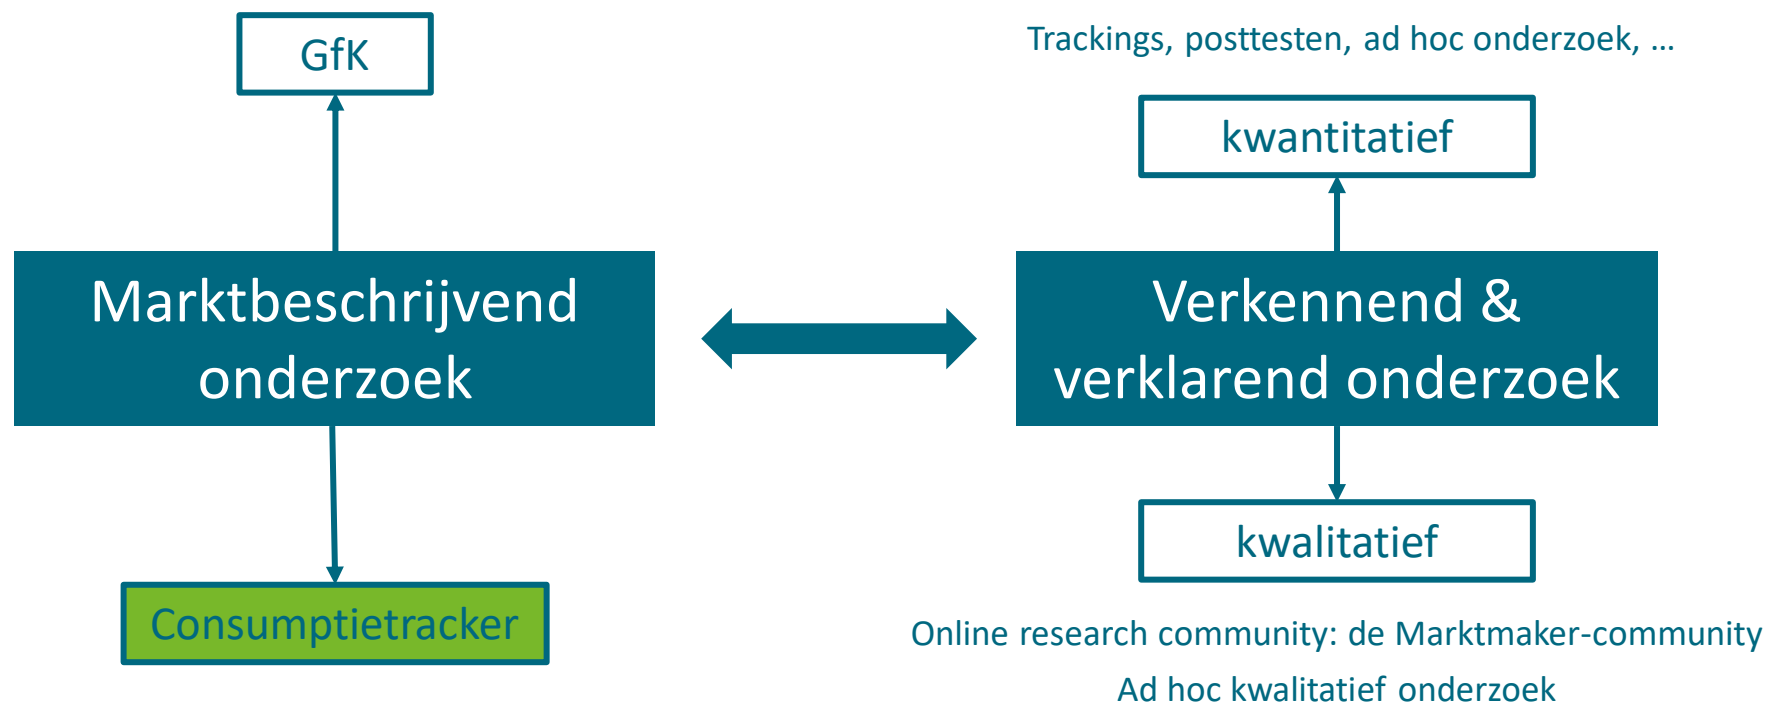 GfK
Marktbeschrijvend
onderzoek
Consumptietracker
Trackings, posttesten, ad hoc onderzoek, …
kwantitatief
Verkennend &
verklarend onderzoek
kwalitatief
Online research community: de Marktmaker-community
Ad hoc kwalitatief onderzoek